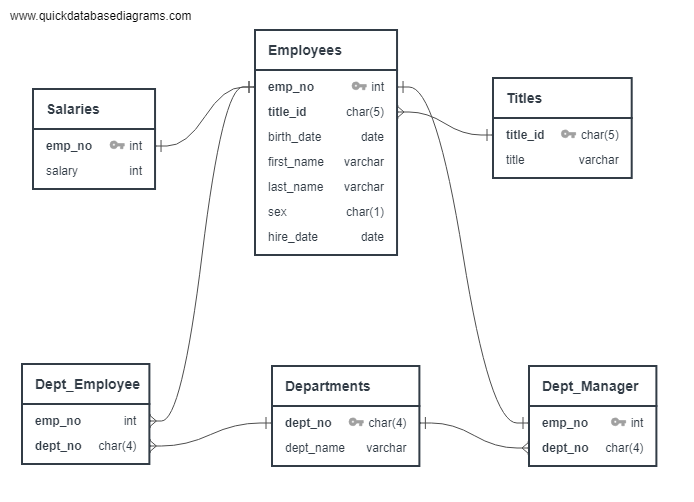 www.quickdatabasediagrams.com
Employees
emp_no int
title_id char(5)
birth_date date
first_name varchar
last_name varchar
sex char(1)
hire_date date
Salaries
emp_no int
salary int
Titles
title_id char(5)
title varchar
Dept_Employee
emp_no int
dept_no char(4)
Departments
dept_no char(4)
dept_name varchar
Dept_Manager
emp_no int
dept_no char(4)